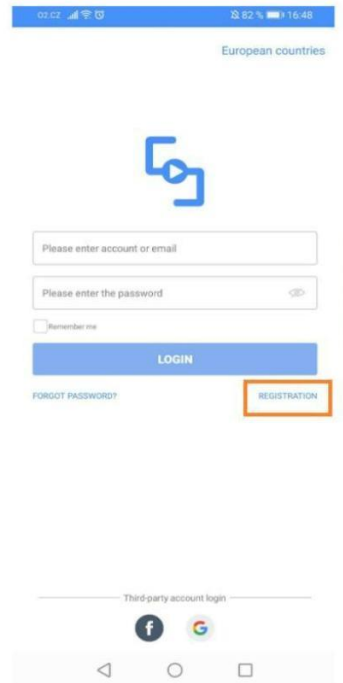 O2.CZ 82 % 16:48
European countries
Please enter account or email
Please enter the password
Remember me
LOGIN
FORGOT PASSWORD? REGISTRATION
Third-party account login